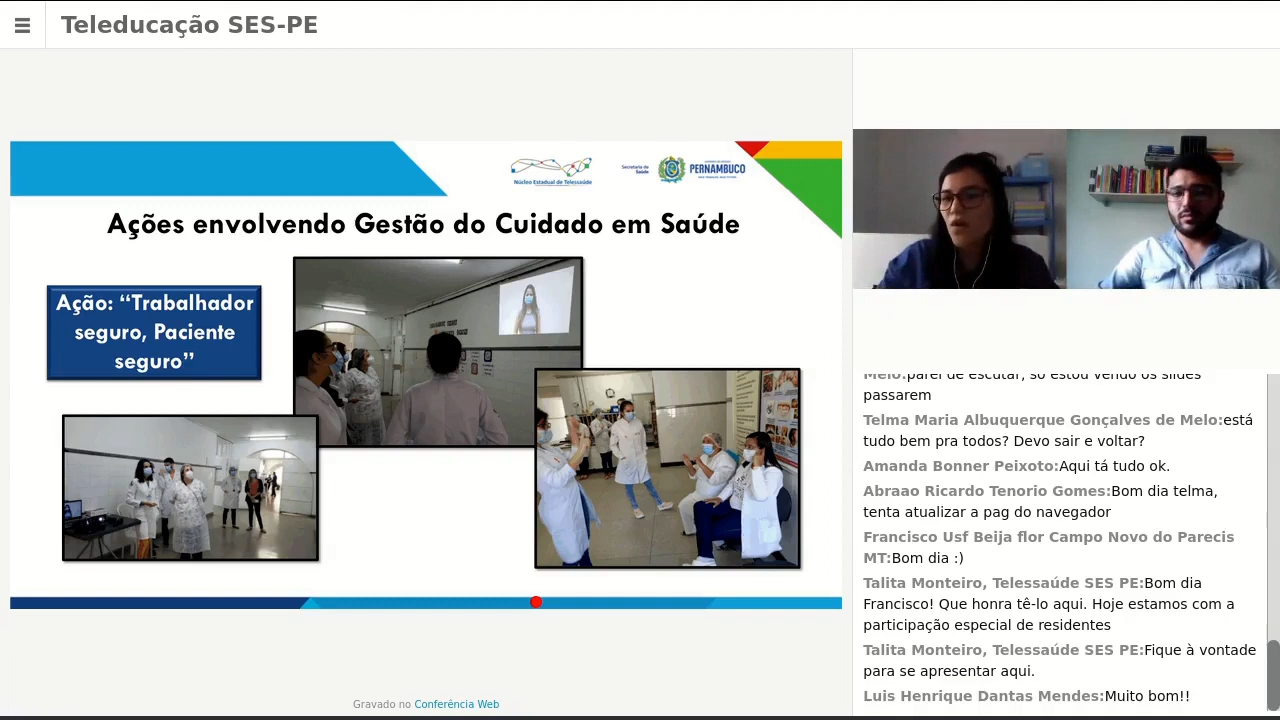 Teleducação SES-PE
Núcleo Estadual de Telessaúde
Secretaria de
Saúde
PERNAMBUCO
Ações envolvendo Gestão do Cuidado em Saúde
Ação: “Trabalhador
seguro, Paciente
seguro”
Gravado no Conferência Web
Melo:parei de escutar, so estou vendo os slides
passarem
Telma Maria Albuquerque Gonçalves de Melo:está
tudo bem pra todos? Devo sair e voltar?
Amanda Bonner Peixoto:Aqui tá tudo ok.
Abraao Ricardo Tenorio Gomes:Bom dia telma,
tenta atualizar a pag do navegador
Francisco Usf Beija flor Campo Novo do Parecis
MT:Bom dia :)
Talita Monteiro, Telessaúde SES PE:Bom dia
Francisco! Que honra tê-lo aqui. Hoje estamos com a
participação especial de residentes
Talita Monteiro, Telessaúde SES PE:Fique à vontade
para se apresentar aqui.
Luis Henrique Dantas Mendes:Muito bom!!